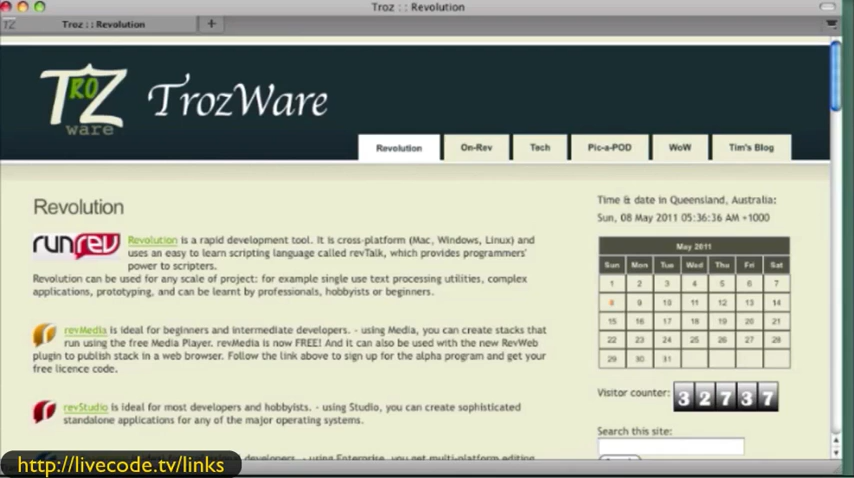 Troz :: Revolution
TZ Troz :: Revolution +
TROZ ware TrozWare
Revolution On-Rev Tech Pic-a-POD WoW Tim's Blog
Revolution
runrev Revolution is a rapid development tool. It is cross-platform (Mac, Windows, Linux) and
uses an easy to learn scripting language called revTalk, which provides programmers'
power to scripters.
Revolution can be used for any scale of project: for example single use text processing utilities, complex
applications, prototyping, and can be learnt by professionals, hobbyists or beginners.
revMedia is ideal for beginners and intermediate developers. - using Media, you can create stacks that
run using the free Media Player. revMedia is now FREE! And it can also be used with the new RevWeb
plugin to publish stack in a web browser. Follow the link above to sign up for the alpha program and get your
free licence code.
revStudio is ideal for most developers and hobbyists. - using Studio, you can create sophisticated
standalone applications for any of the major operating systems.
developers. - using Enterprise, you get multi-platform edition
Time & date in Queensland, Australia:
Sun, 08 May 2011 05:36:36 AM +1000
May 2011
Sun Mon Tue Wed Thu Fri Sat
1 2 3 4 5 6 7
8 9 10 11 12 13 14
15 16 17 18 19 20 21
22 23 24 25 26 27 28
29 30 31
Visitor counter: 32737
Search this site:
http://livecode.tv/links